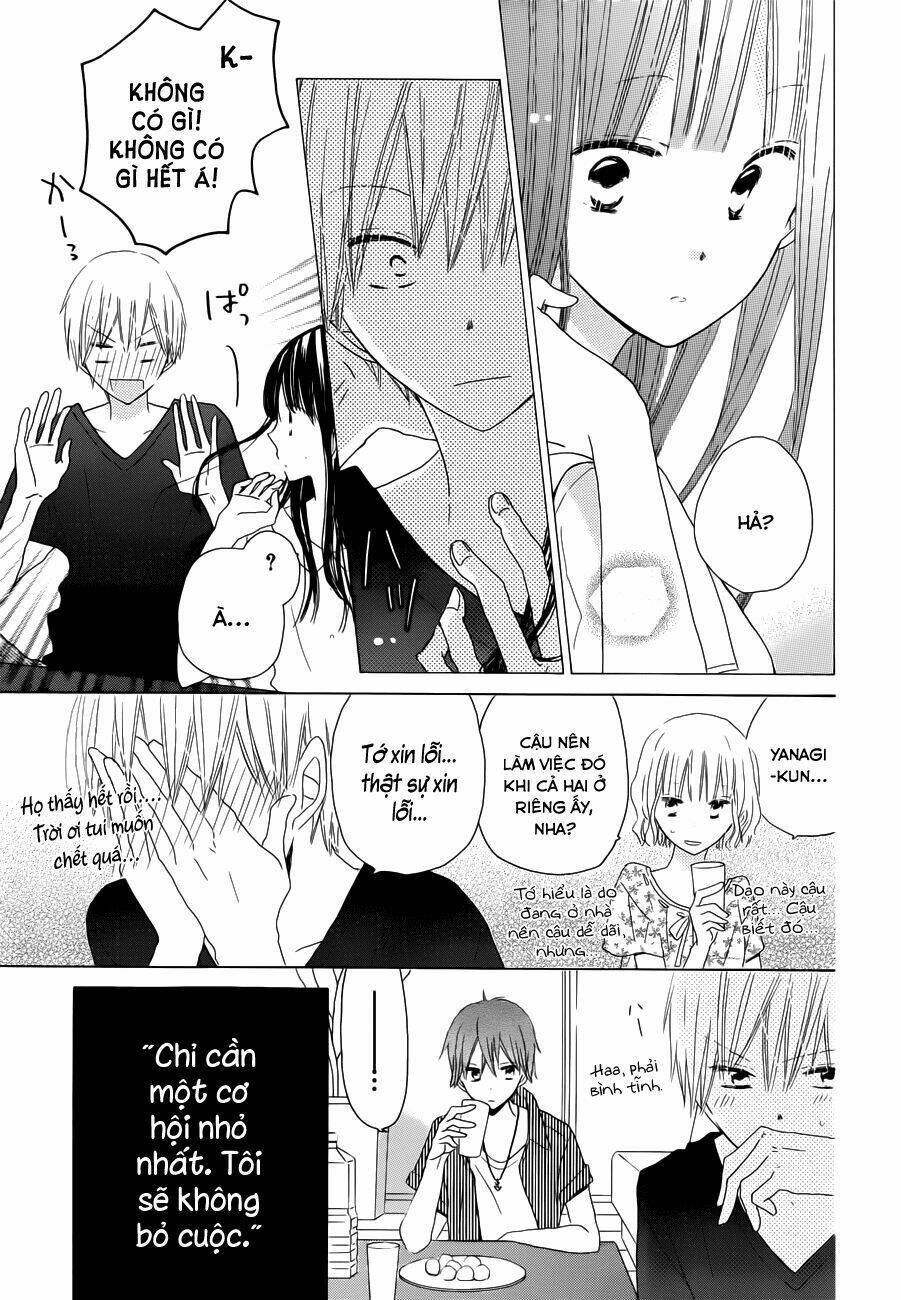 HẢ?
K-
KHÔNG
CÓ GÌ!
KHÔNG CÓ
GÌ HẾT Á!
かーっ
ぱっ
?
À...
YANAGI
-KUN...
Dạo này cậu
rất... Cậu
biết đó...
CẬU NÊN
LÀM VIỆC ĐÓ
KHI CẢ HAI Ở
RIÊNG ẤY,
NHA?
Tớ hiểu là do
đang ở nhà
nên cậu dễ dãi,
nhưng...
Tớ xin lỗi...
thật sự xin
lỗi...
Họ thấy hết rồi....
Trời ơi tui muốn
chết quá...
Haa, phải
bình tĩnh.
"Chỉ cần
một cơ
hội nhỏ
nhất. Tôi
sẽ không
bỏ cuộc."